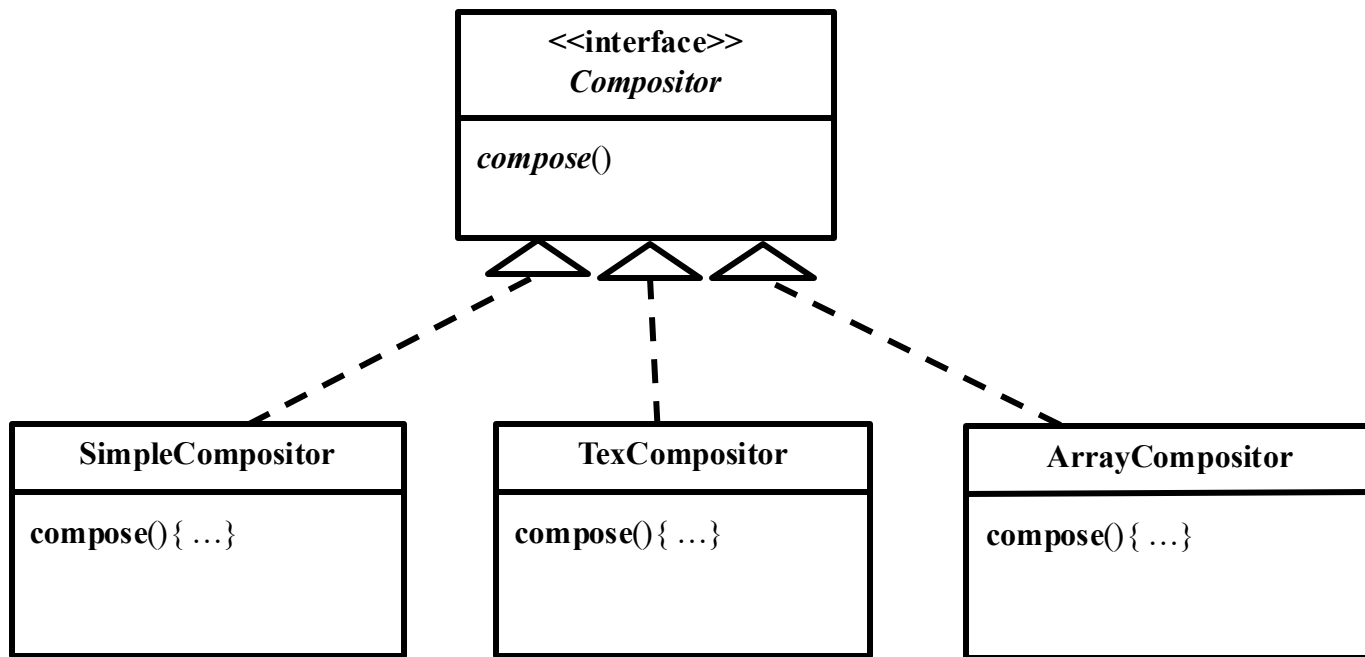 <<interface>>
Compositor
compose()
SimpleCompositor
compose(){ …}
TexCompositor
compose(){ …}
ArrayCompositor
compose(){ …}